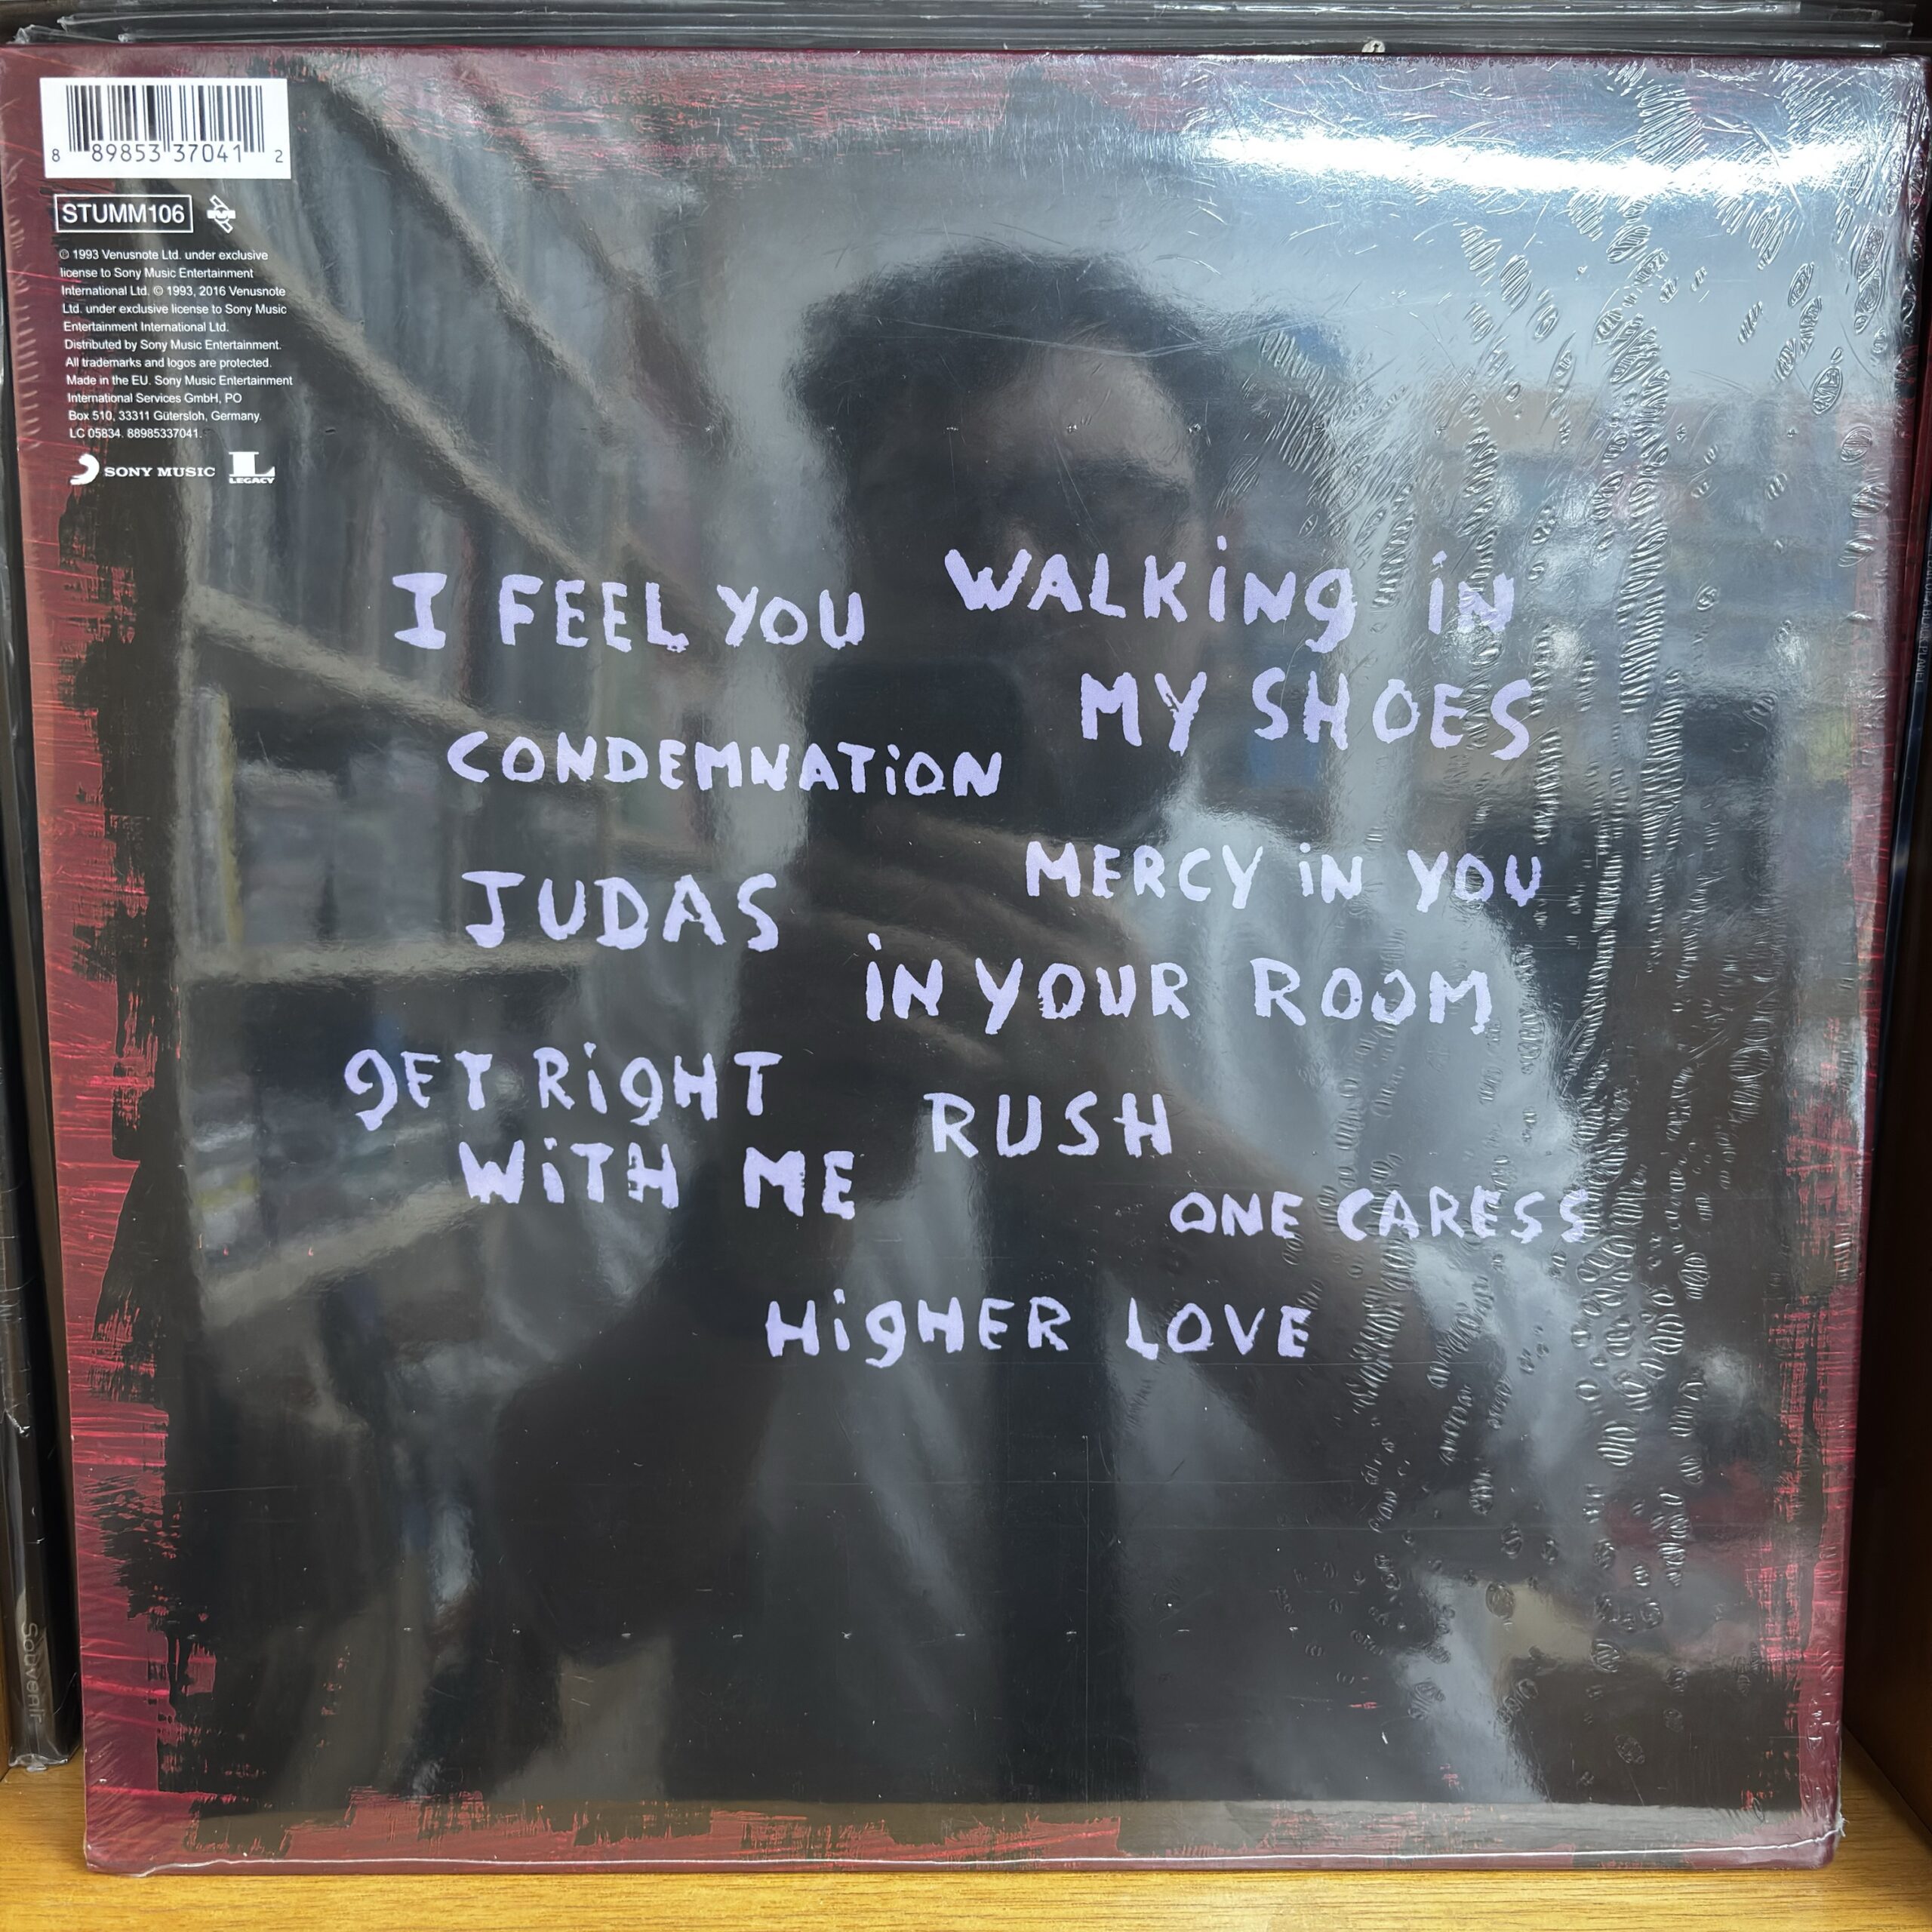 8 89853 37041 2
STUMM106
℗ 1993 Venusnote Ltd. under exclusive
license to Sony Music Entertainment
International Ltd. © 1993, 2016 Venusnote
Ltd. under exclusive license to Sony Music
Entertainment International Ltd.
Distributed by Sony Music Entertainment.
All trademarks and logos are protected.
Made in the EU. Sony Music Entertainment
International Services GmbH, PO
Box 510, 33311 Gütersloh, Germany.
LC 05834. 88985337041.
SONY MUSIC
LEGACY
I FEEL YOU
WALKiNg iN
MY SHOES
CONDEMNATiON
MERCY iN YOU
JUDAS
iN YOUR ROOM
gET RigHT
WiTH ME
RUSH
ONE CARESS
HigHER LOVE
Souvenir